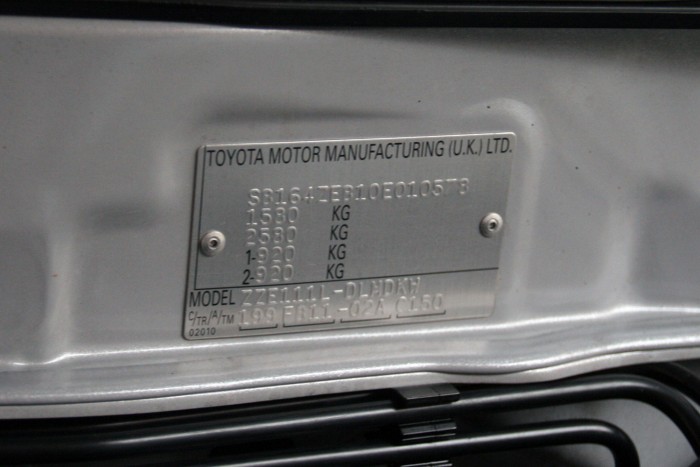 TOYOTA MOTOR MANUFACTURING (U.K.) LTD.
SB164ZEB10E010578
1580 KG
2580 KG
1-920 KG
2-920 KG
MODEL ZZE111L-DLMDKW
C/TR/A/TM 199 FB11 -02A C150
02010